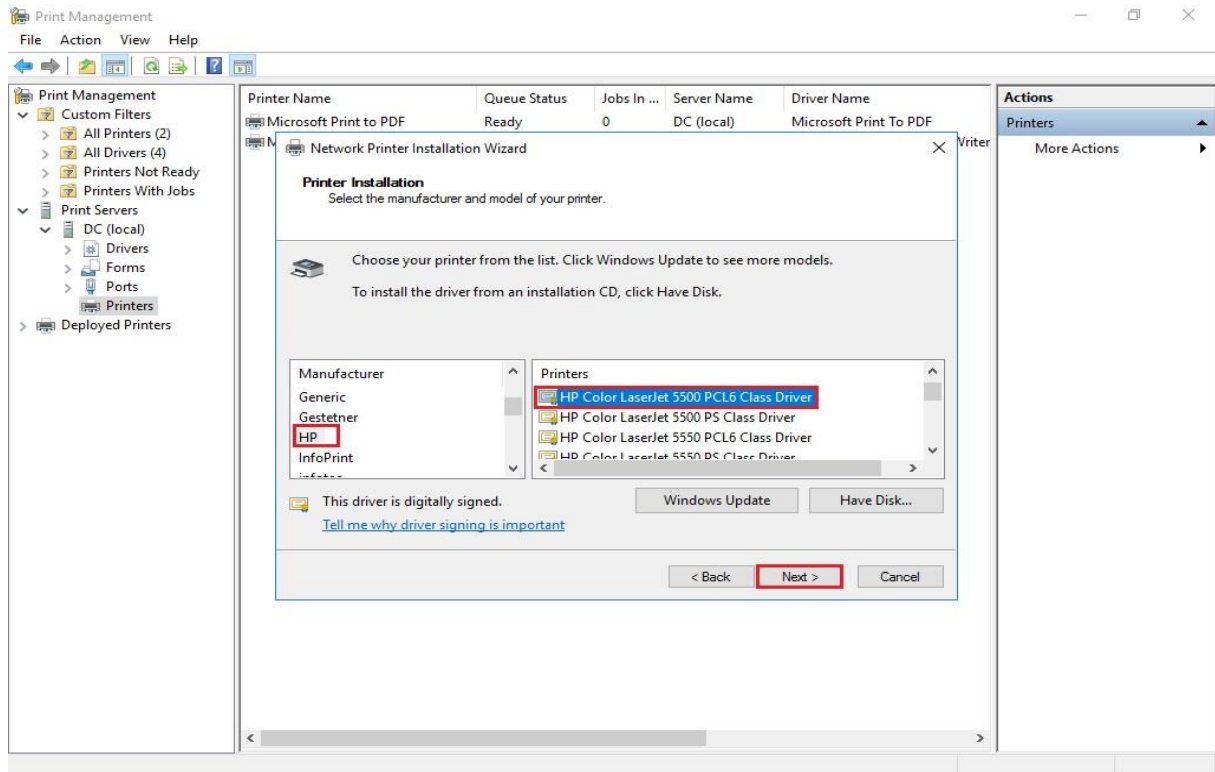 Print Management
File Action View Help
Print Management
Custom Filters
All Printers (2)
All Drivers (4)
Printers Not Ready
Printers With Jobs
Print Servers
DC (local)
Drivers
Forms
Ports
Printers
Deployed Printers
Printer Name Queue Status Jobs In ... Server Name Driver Name
Microsoft Print to PDF Ready 0 DC (local) Microsoft Print To PDF
M Writer
Network Printer Installation Wizard
Printer Installation
Select the manufacturer and model of your printer.
Choose your printer from the list. Click Windows Update to see more models.
To install the driver from an installation CD, click Have Disk.
Manufacturer
Generic
Gestetner
HP
InfoPrint
Printers
HP Color LaserJet 5500 PCL6 Class Driver
HP Color LaserJet 5500 PS Class Driver
HP Color LaserJet 5550 PCL6 Class Driver
HP Color LaserJet 5550 PS Class Driver
This driver is digitally signed.
Tell me why driver signing is important
Windows Update Have Disk...
< Back Next > Cancel
Actions
Printers
More Actions